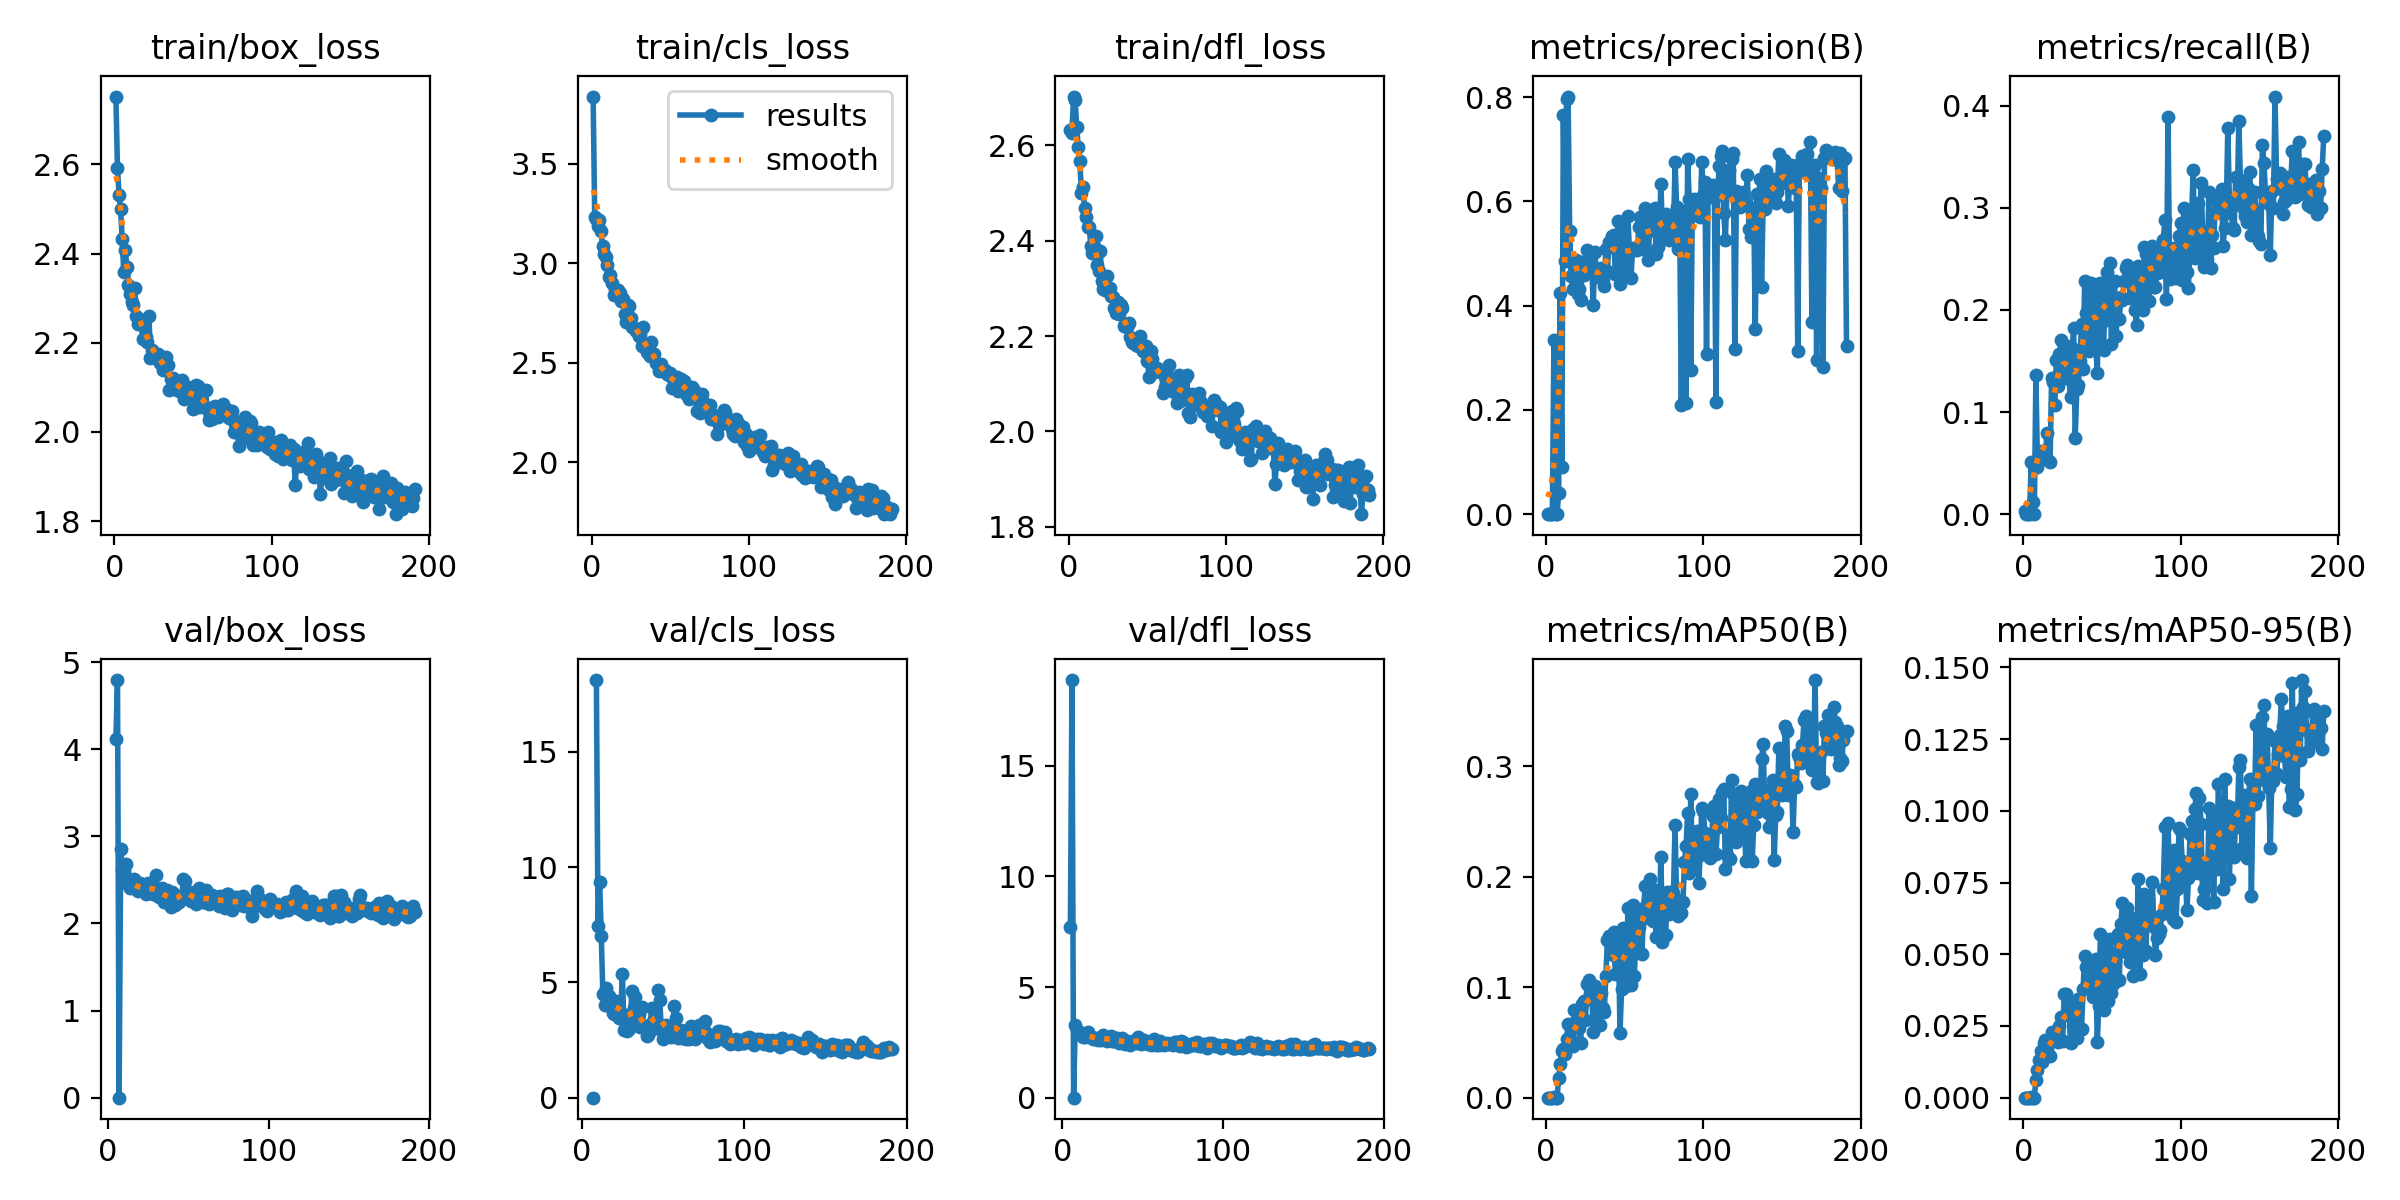 train/box_loss
train/cls_loss
train/dfl_loss
metrics/precision(B)
metrics/recall(B)
results
smooth
2.6
2.4
2.2
2.0
1.8
0 100 200
3.5
3.0
2.5
2.0
0 100 200
2.6
2.4
2.2
2.0
1.8
0 100 200
0.8
0.6
0.4
0.2
0.0
0 100 200
0.4
0.3
0.2
0.1
0.0
0 100 200
val/box_loss
val/cls_loss
val/dfl_loss
metrics/mAP50(B)
metrics/mAP50-95(B)
5
4
3
2
1
0
0 100 200
15
10
5
0
0 100 200
15
10
5
0
0 100 200
0.3
0.2
0.1
0.0
0 100 200
0.150
0.125
0.100
0.075
0.050
0.025
0.000
0 100 200